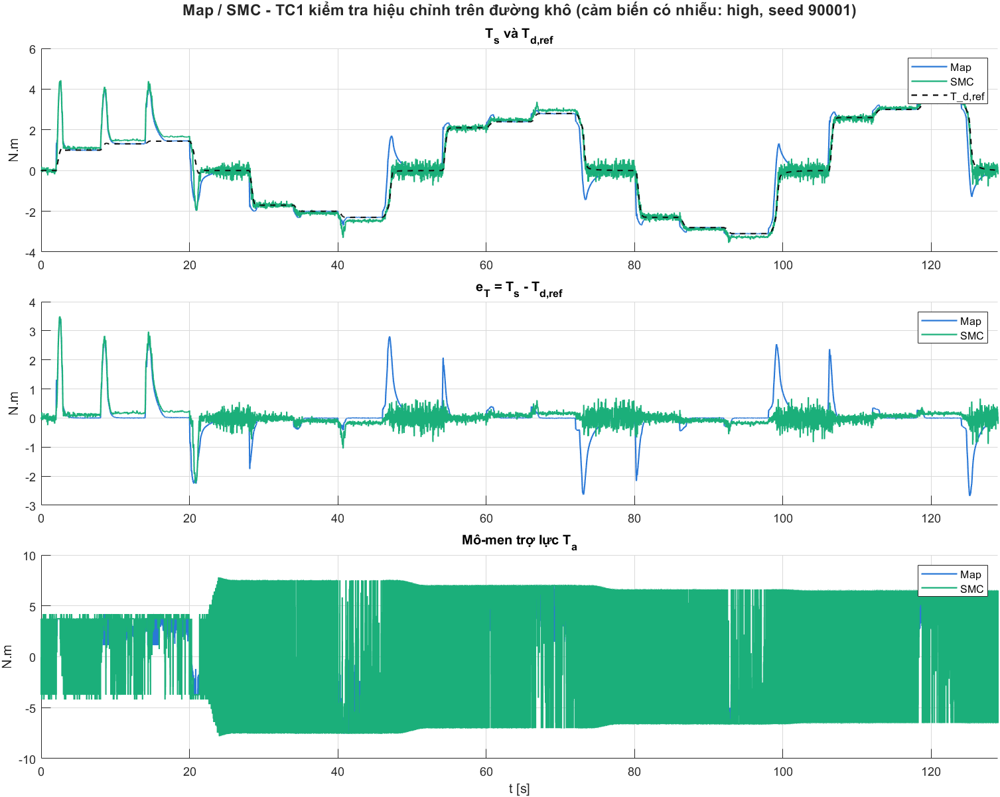 Map / SMC - TC1 kiểm tra hiệu chỉnh trên đường khô (cảm biến có nhiễu: high, seed 90001)
T_s và T_d,ref
6
4
2
0
-2
-4
N.m
Map
SMC
T_d,ref
0 20 40 60 80 100 120
e_T = T_s - T_d,ref
4
3
2
1
0
-1
-2
-3
N.m
Map
SMC
0 20 40 60 80 100 120
Mô-men trợ lực T_a
10
5
0
-5
-10
N.m
Map
SMC
0 20 40 60 80 100 120
t [s]